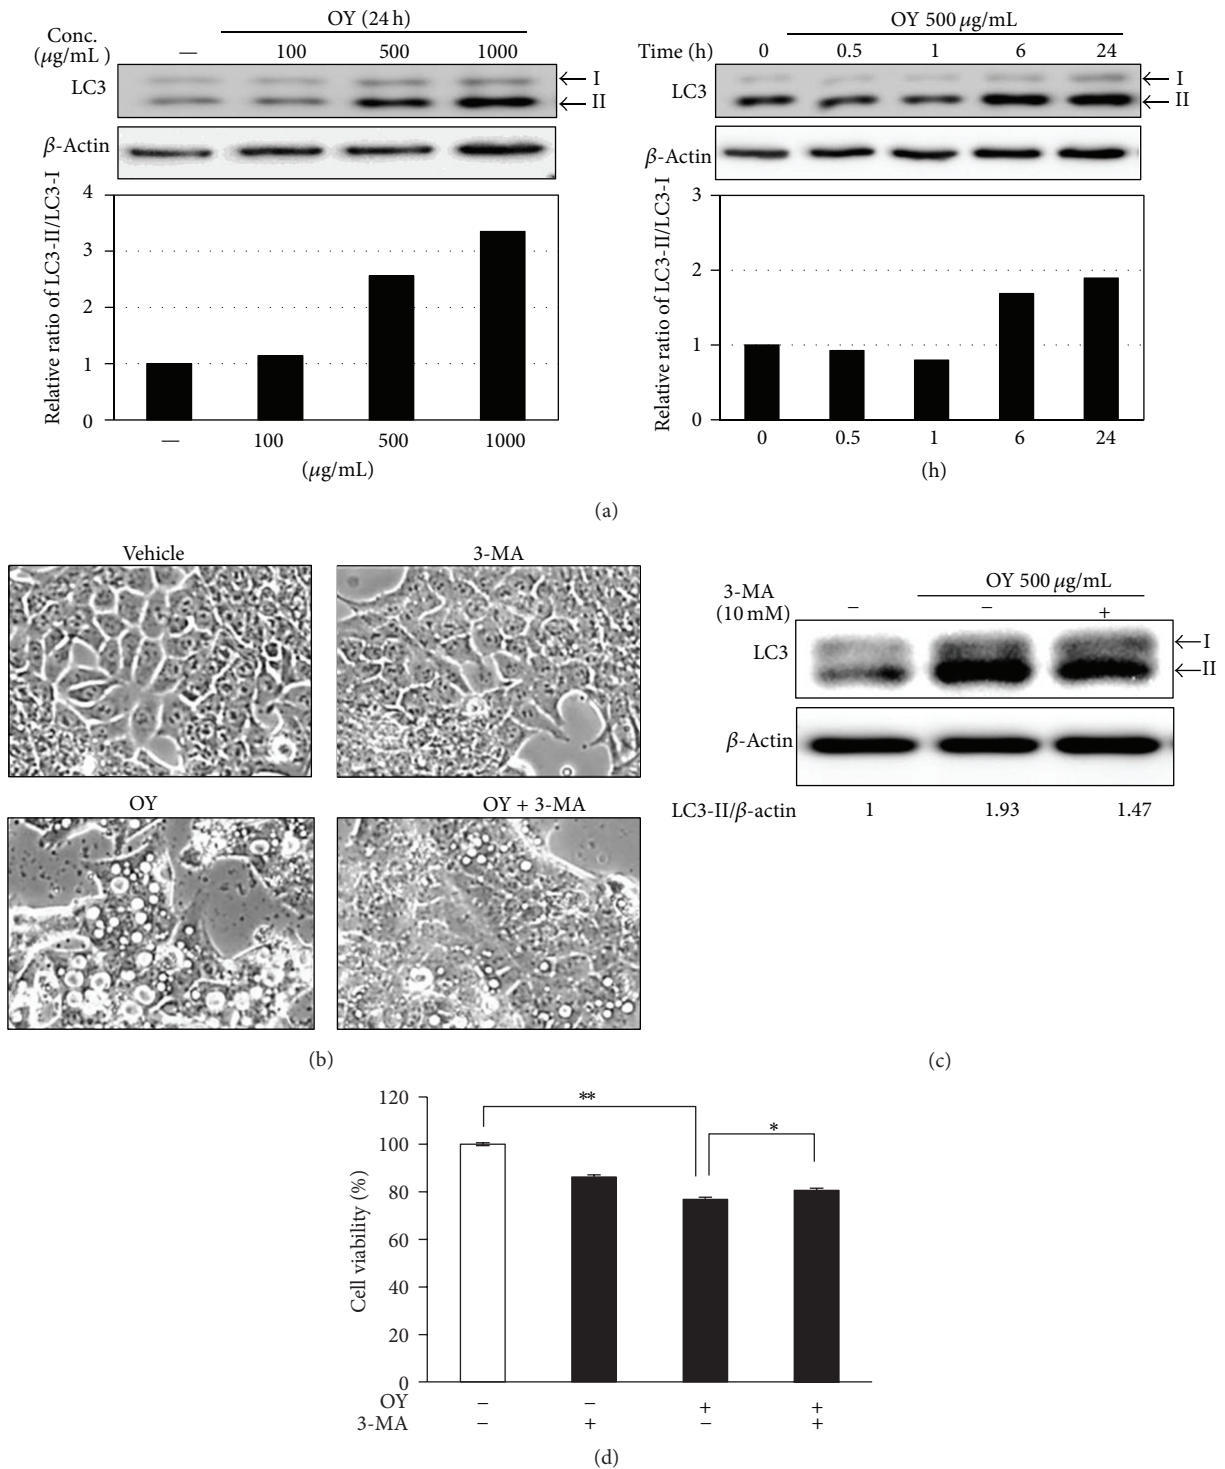 OY (24 h)
Conc.
(μg/mL) — 100 500 1000
LC3
I
II
β-Actin
Relative ratio of LC3-II/LC3-I
4
3
2
1
0
— 100 500 1000
(μg/mL)
OY 500 μg/mL
Time (h) 0 0.5 1 6 24
LC3
I
II
β-Actin
Relative ratio of LC3-II/LC3-I
3
2
1
0
0 0.5 1 6 24
(h)
(a)
Vehicle
3-MA
OY
OY + 3-MA
(b)
OY 500 μg/mL
3-MA
(10 mM) − − +
LC3
I
II
β-Actin
LC3-II/β-actin 1 1.93 1.47
(c)
Cell viability (%)
120
100
80
60
40
20
0
**
*
OY − − + +
3-MA − + − +
(d)